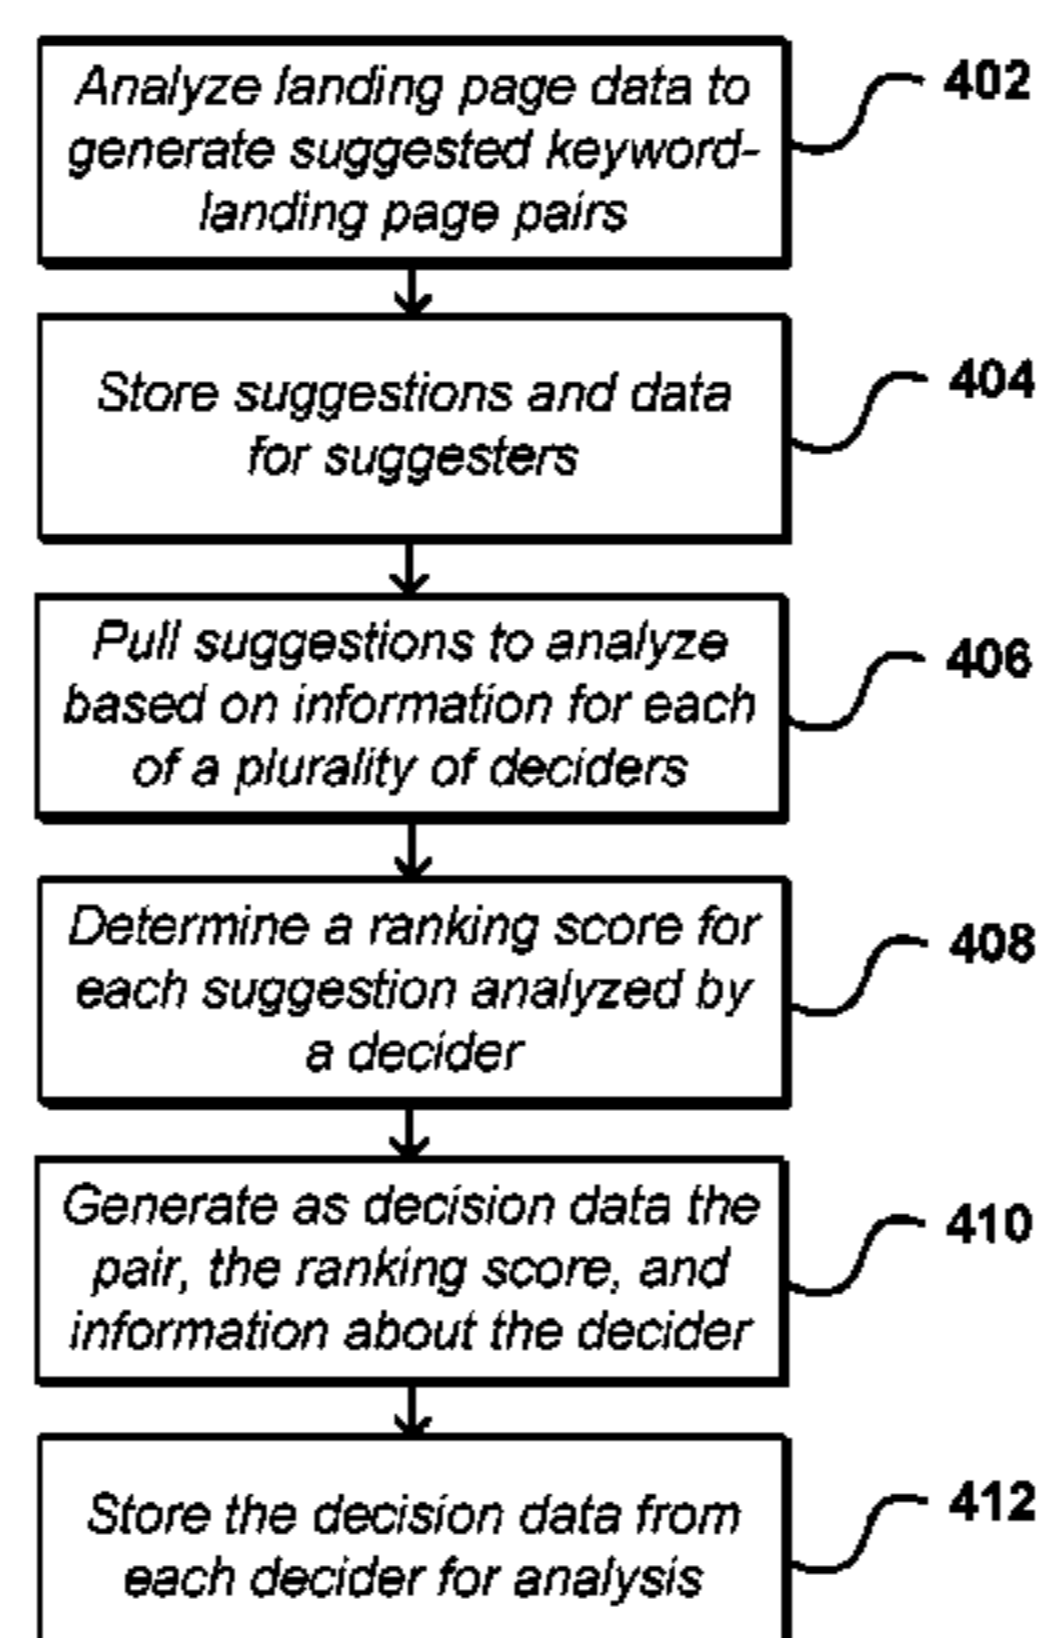 Analyze landing page data to
generate suggested keyword-
landing page pairs
402
Store suggestions and data
for suggesters
404
Pull suggestions to analyze
based on information for each
of a plurality of deciders
406
Determine a ranking score for
each suggestion analyzed by
a decider
408
Generate as decision data the
pair, the ranking score, and
information about the decider
410
Store the decision data from
each decider for analysis
412